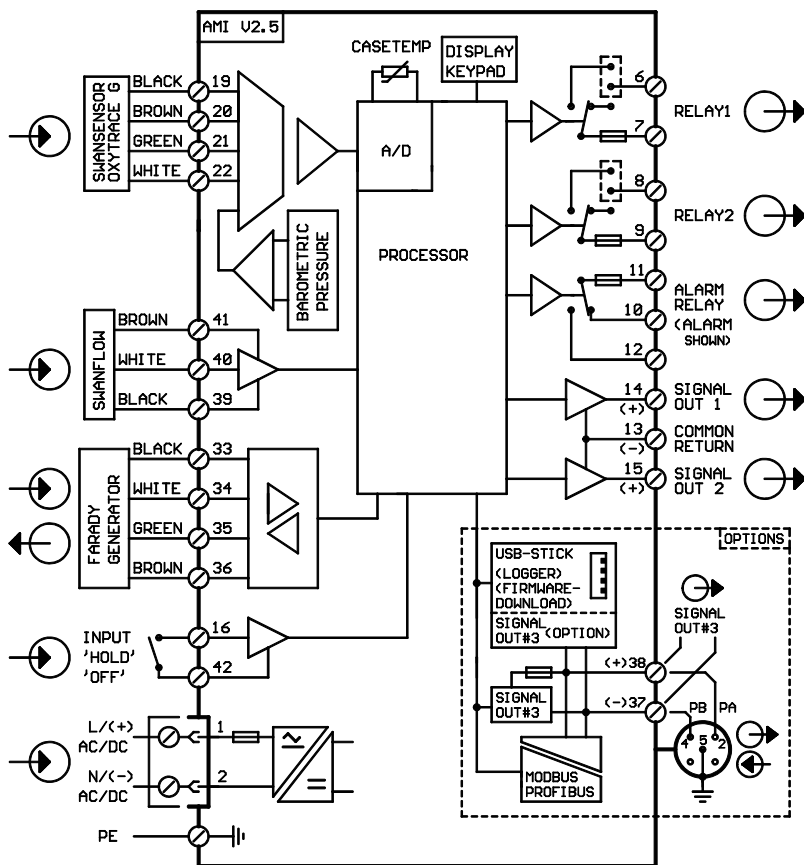 AMI V2.5
CASETEMP
DISPLAY
KEYPAD
SWANSENSOR
OXYTRACE G
BLACK 19
BROWN 20
GREEN 21
WHITE 22
A/D
PROCESSOR
BAROMETRIC
PRESSURE
6
RELAY1
7
8
RELAY2
9
11
ALARM
RELAY
10
(ALARM
SHOWN)
12
SWANFLOW
BROWN 41
WHITE 40
BLACK 39
14
(+)
SIGNAL
OUT 1
13
(-)
COMMON
RETURN
15
(+)
SIGNAL
OUT 2
FARADY
GENERATOR
BLACK 33
WHITE 34
GREEN 35
BROWN 36
INPUT
'HOLD'
'OFF'
16
42
L/(+)
AC/DC
1
N/(-)
AC/DC
2
PE
OPTIONS
USB-STICK
(LOGGER)
(FIRMWARE-
DOWNLOAD)
SIGNAL
OUT#3 (OPTION)
SIGNAL
OUT#3
(+)38
SIGNAL
OUT#3
(-)37
PB PA
4 5 2
MODBUS
PROFIBUS